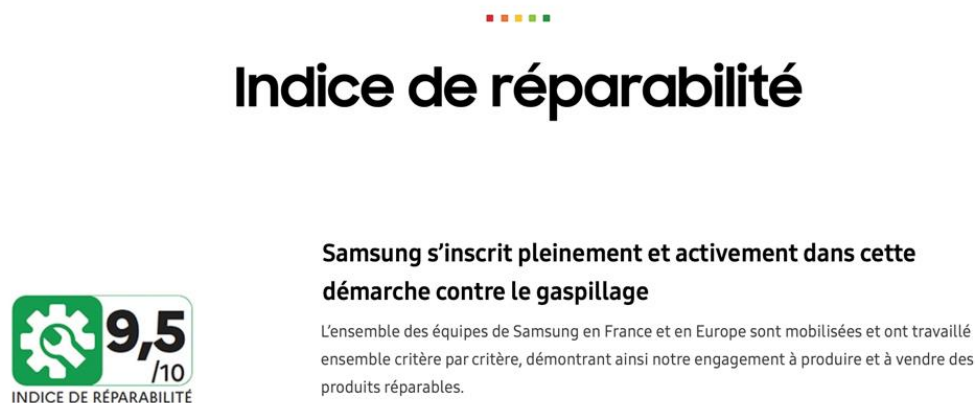 Indice de réparabilité
Samsung s’inscrit pleinement et activement dans cette
démarche contre le gaspillage
L’ensemble des équipes de Samsung en France et en Europe sont mobilisées et ont travaillé
ensemble critère par critère, démontrant ainsi notre engagement à produire et à vendre des
produits réparables.
9,5
/10
INDICE DE RÉPARABILITÉ